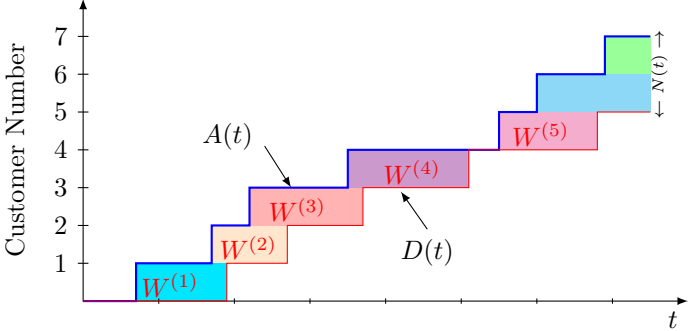 7
6
5
4
3
2
1
Customer Number
A(t)
D(t)
W^{(1)}
W^{(2)}
W^{(3)}
W^{(4)}
W^{(5)}
← N(t) →
t